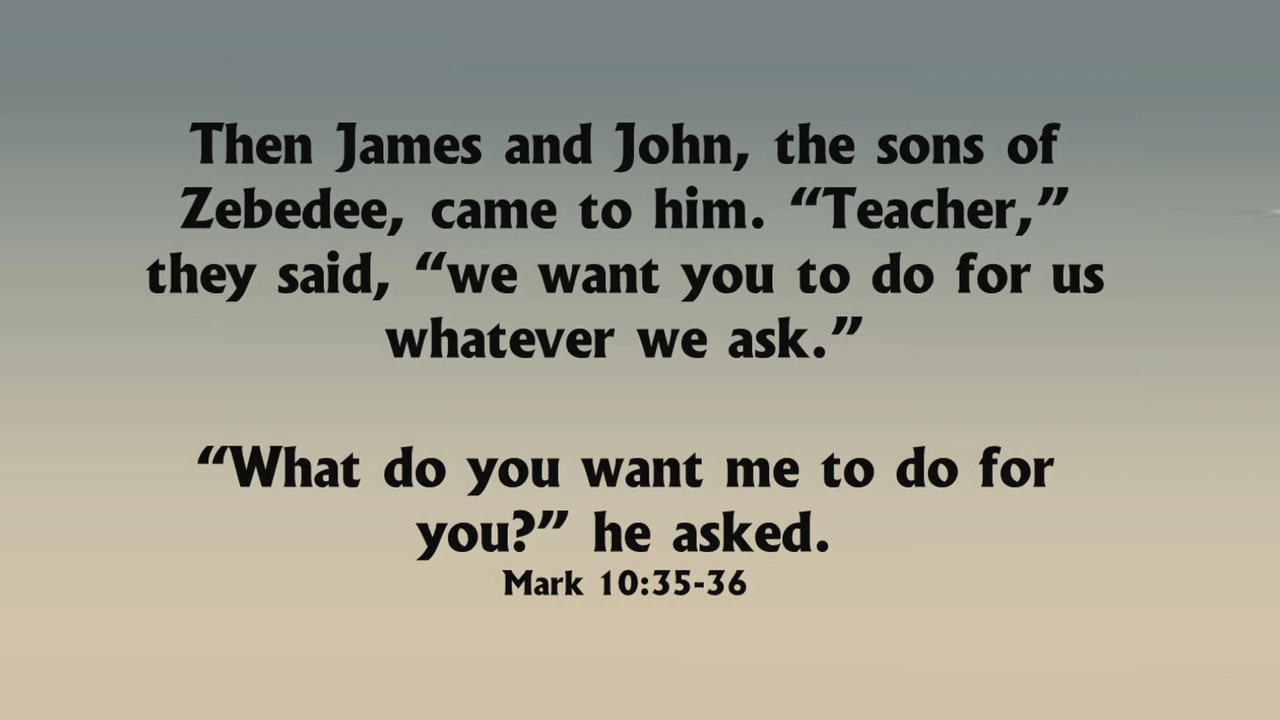 Then James and John, the sons of
Zebedee, came to him. “Teacher,”
they said, “we want you to do for us
whatever we ask.”
“What do you want me to do for
you?” he asked.
Mark 10:35-36